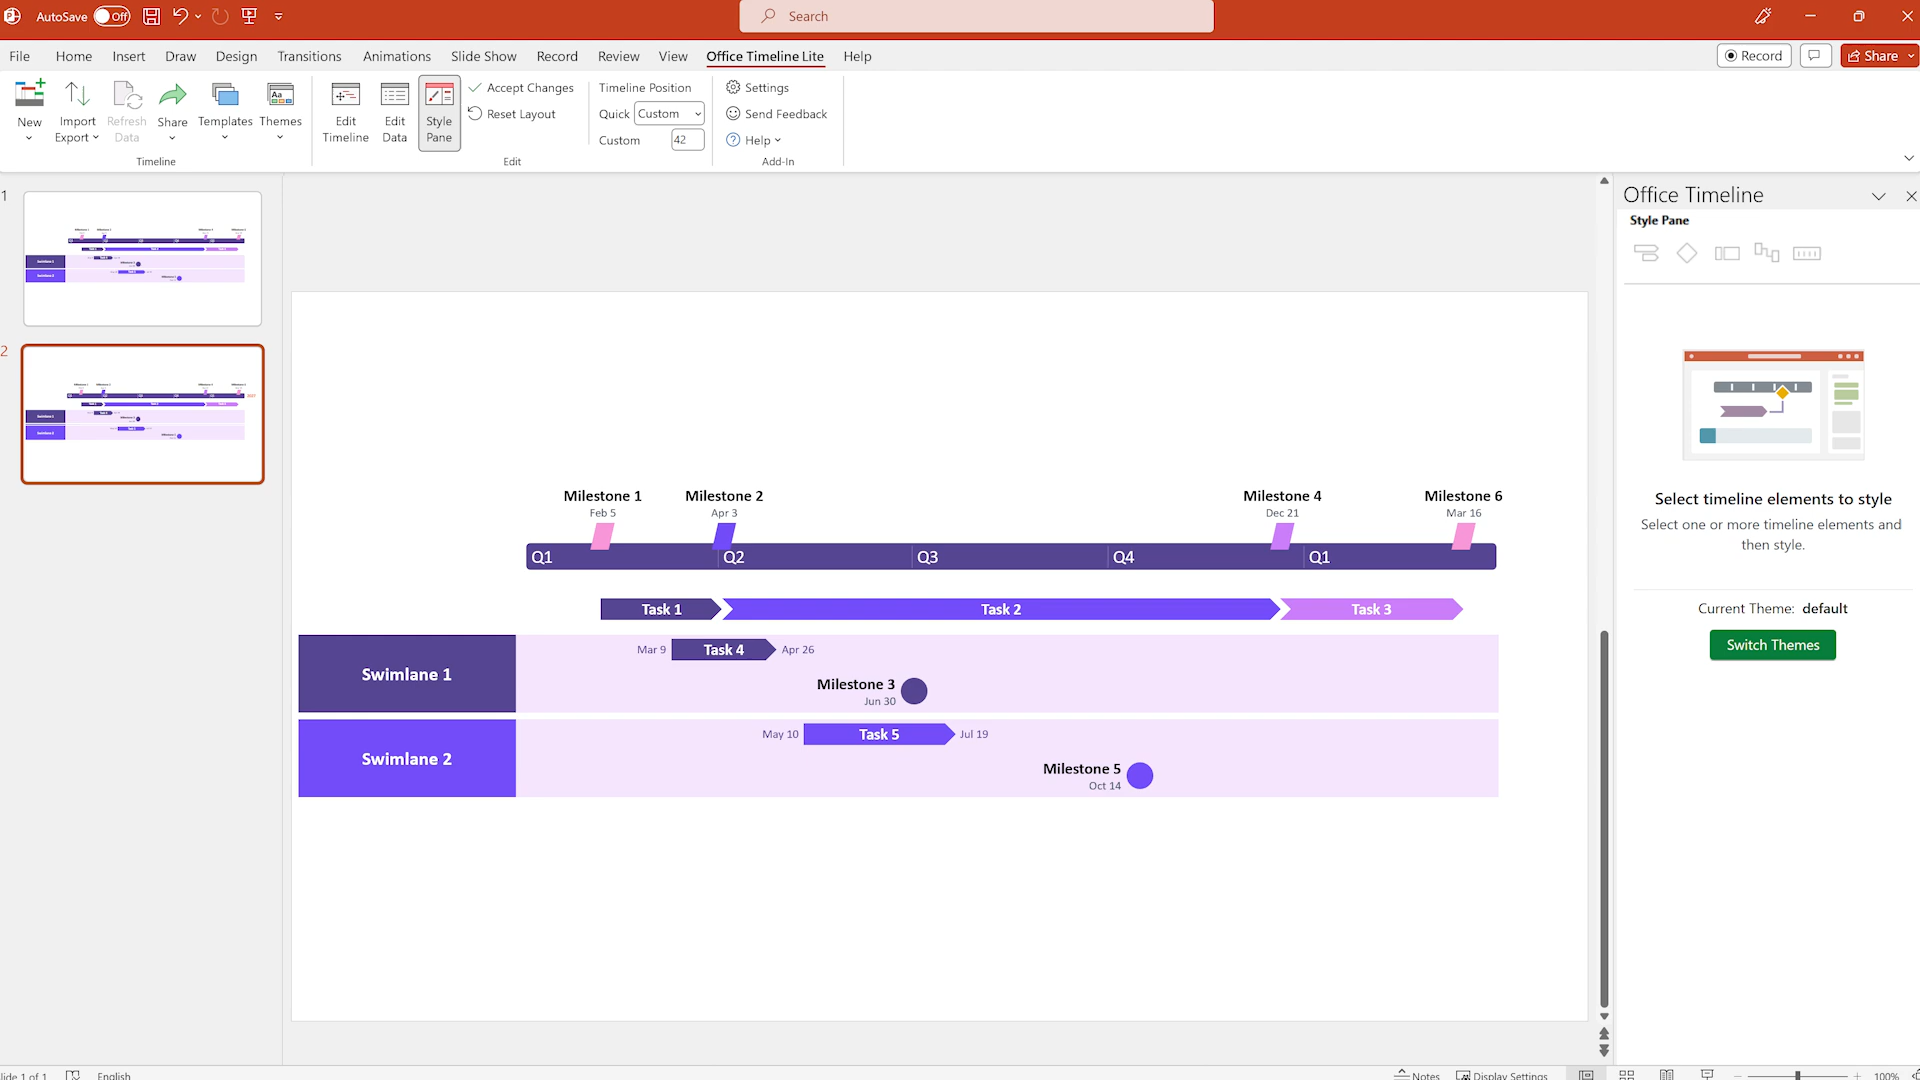 AutoSave Off Search
File Home Insert Draw Design Transitions Animations Slide Show Record Review View Office Timeline Lite Help Record Share
New
Import
Export
Refresh
Data
Share
Templates
Themes
Timeline
Edit
Timeline
Edit
Data
Style
Pane
Accept Changes
Reset Layout
Edit
Timeline Position
Quick Custom
Custom 42
Settings
Send Feedback
Help
Add-In
1
2
Office Timeline
Style Pane
Select timeline elements to style
Select one or more timeline elements and
then style.
Current Theme: default
Switch Themes
Milestone 1
Feb 5
Milestone 2
Apr 3
Milestone 4
Dec 21
Milestone 6
Mar 16
Q1 Q2 Q3 Q4 Q1
Task 1 Task 2 Task 3
Swimlane 1
Mar 9 Task 4 Apr 26
Milestone 3
Jun 30
Swimlane 2
May 10 Task 5 Jul 19
Milestone 5
Oct 14
lide 1 of 1 English Notes Display Settings 100%